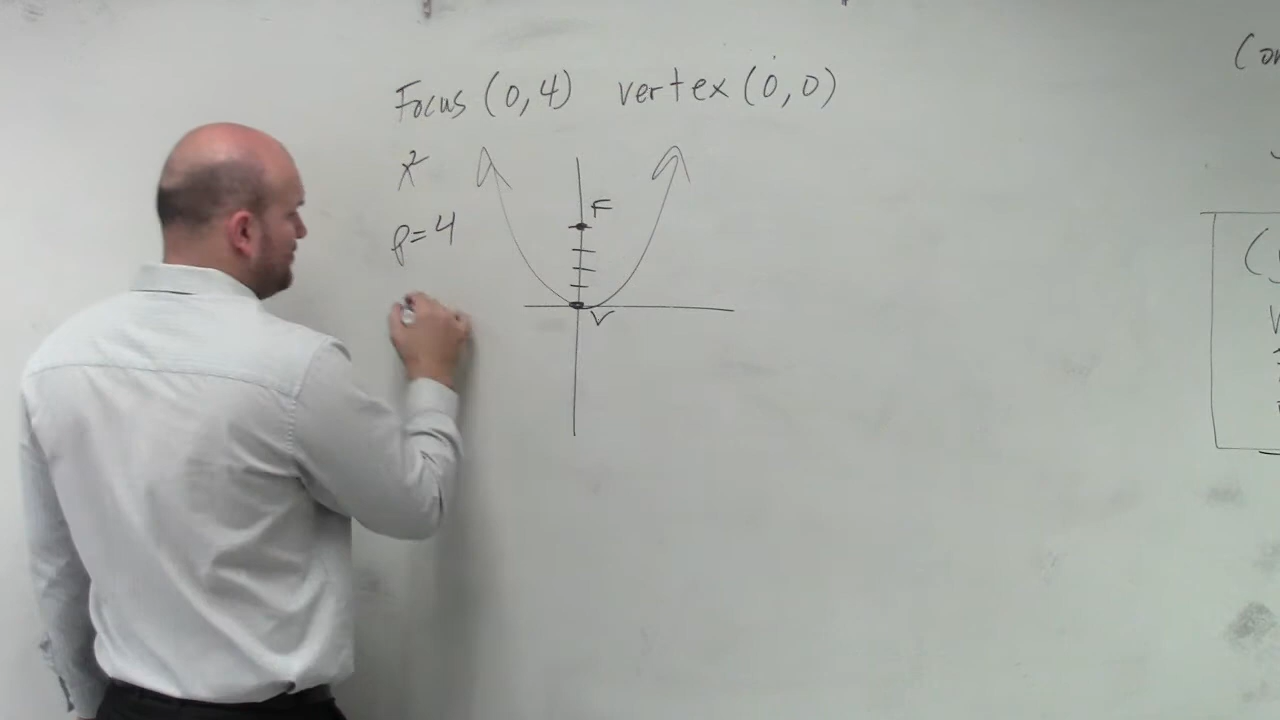 Focus (0,4) vertex (0,0)
x²
F
p=4
V